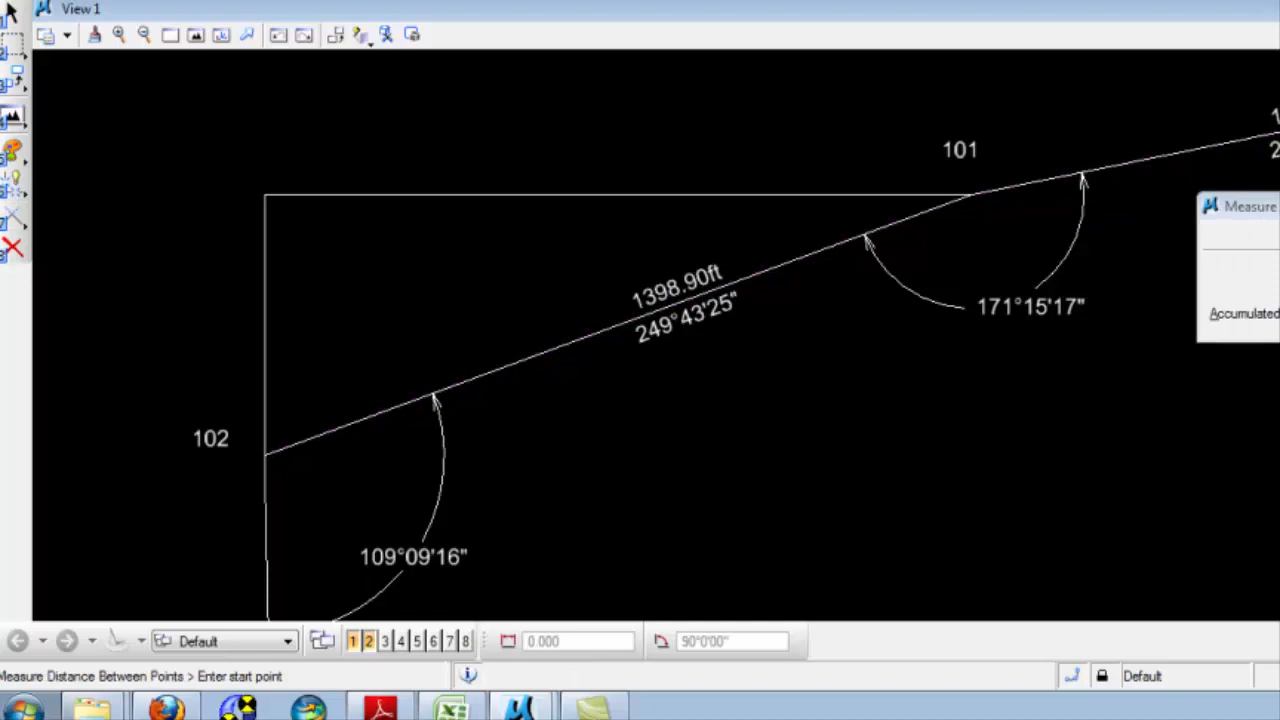 View 1
101
1398.90ft
249°43'25"
171°15'17"
102
109°09'16"
Measure
Accumulated
Default
1 2 3 4 5 6 7 8
0.000
90°0'00"
Measure Distance Between Points > Enter start point
Default